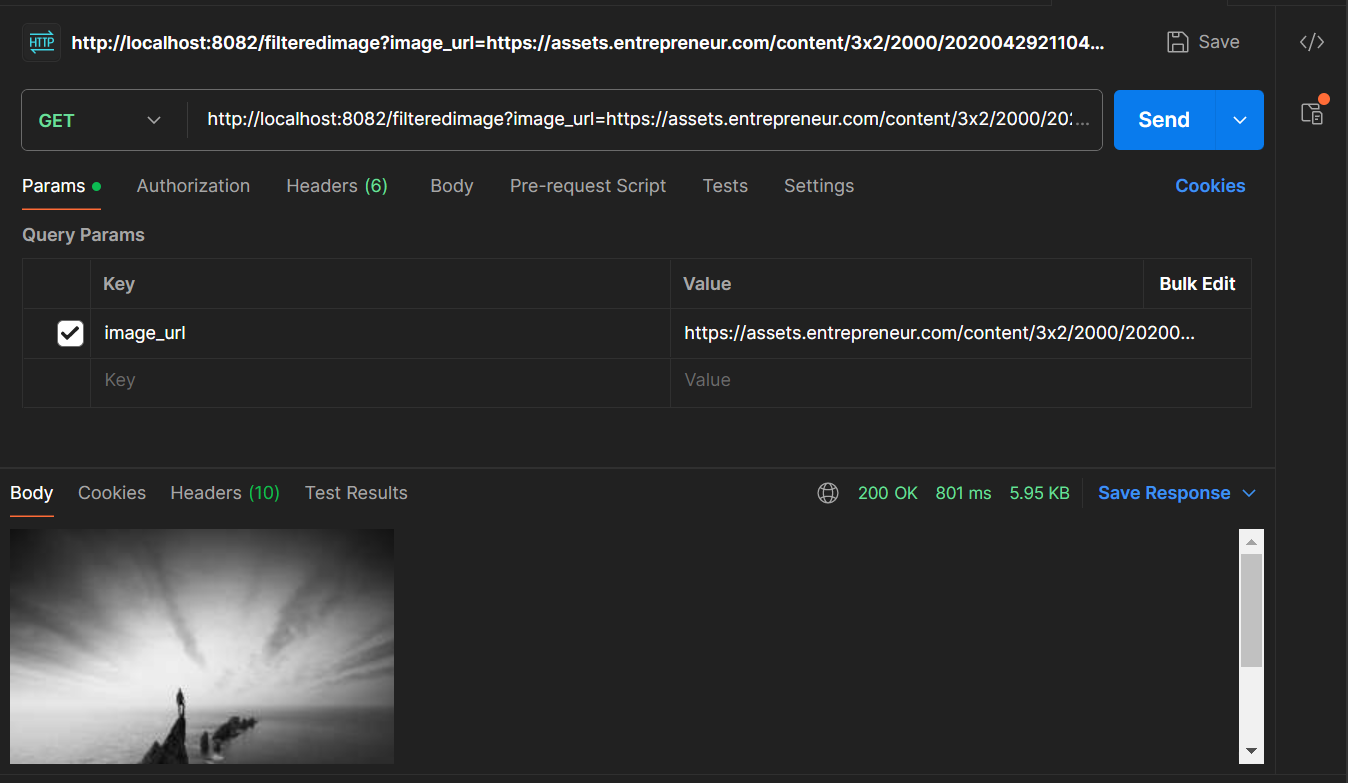 HTTP http://localhost:8082/filteredimage?image_url=https://assets.entrepreneur.com/content/3x2/2000/2020042921104... Save
GET http://localhost:8082/filteredimage?image_url=https://assets.entrepreneur.com/content/3x2/2000/202... Send
Params Authorization Headers (6) Body Pre-request Script Tests Settings Cookies
Query Params
Key Value Bulk Edit
image_url https://assets.entrepreneur.com/content/3x2/2000/20200...
Key Value
Body Cookies Headers (10) Test Results 200 OK 801 ms 5.95 KB Save Response